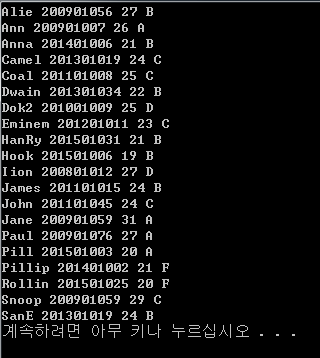 Alie 200901056 27 B
Ann 200901007 26 A
Anna 201401006 21 B
Camel 201301019 24 C
Coal 201101008 25 C
Dwain 201301034 22 B
Dok2 201001009 25 D
Eminem 201201011 23 C
HanRy 201501031 21 B
Hook 201501006 19 B
Iion 200801012 27 D
James 201101015 24 B
John 201101045 24 C
Jane 200901059 31 A
Paul 200901076 27 A
Pill 201501003 20 A
Pillip 201401002 21 F
Rollin 201501025 20 F
Snoop 200901059 29 C
SanE 201301019 24 B
계속하려면 아무 키나 누르십시오 . . .